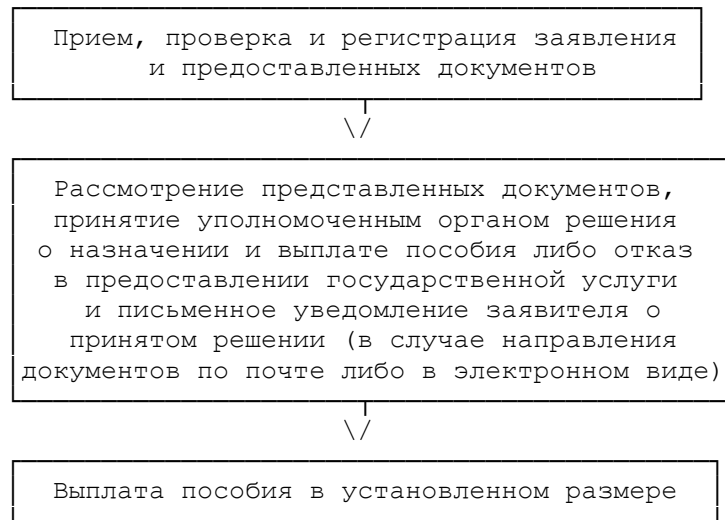 Прием, проверка и регистрация заявления
и предоставленных документов
\/
Рассмотрение представленных документов,
принятие уполномоченным органом решения
о назначении и выплате пособия либо отказ
в предоставлении государственной услуги
и письменное уведомление заявителя о
принятом решении (в случае направления
документов по почте либо в электронном виде)
\/
Выплата пособия в установленном размере